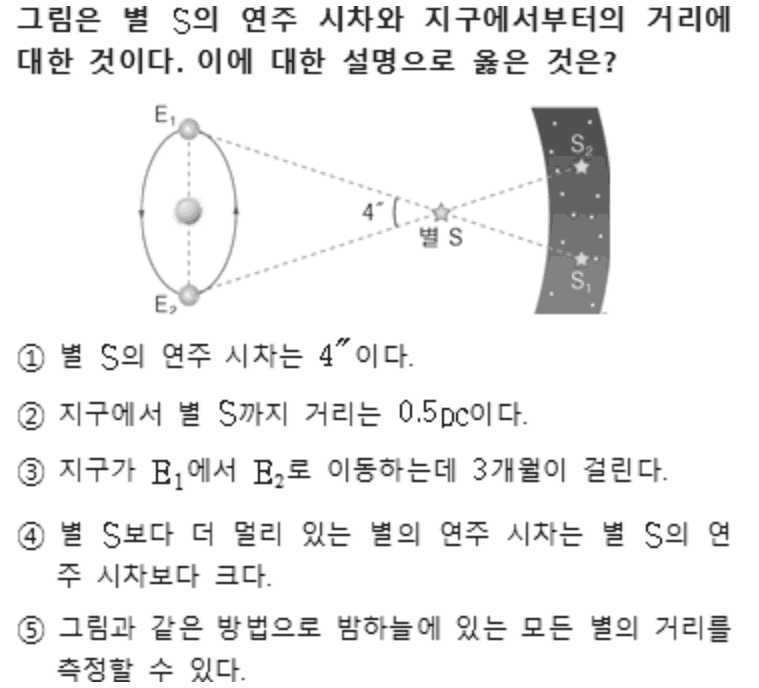 그림은 별 S의 연주 시차와 지구에서부터의 거리에
대한 것이다. 이에 대한 설명으로 옳은 것은?
E₁
S₂
4″
별 S
S₁
E₂
① 별 S의 연주 시차는 4″이다.
② 지구에서 별 S까지 거리는 0.5pc이다.
③ 지구가 E₁에서 E₂로 이동하는데 3개월이 걸린다.
④ 별 S보다 더 멀리 있는 별의 연주 시차는 별 S의 연
주 시차보다 크다.
⑤ 그림과 같은 방법으로 밤하늘에 있는 모든 별의 거리를
측정할 수 있다.